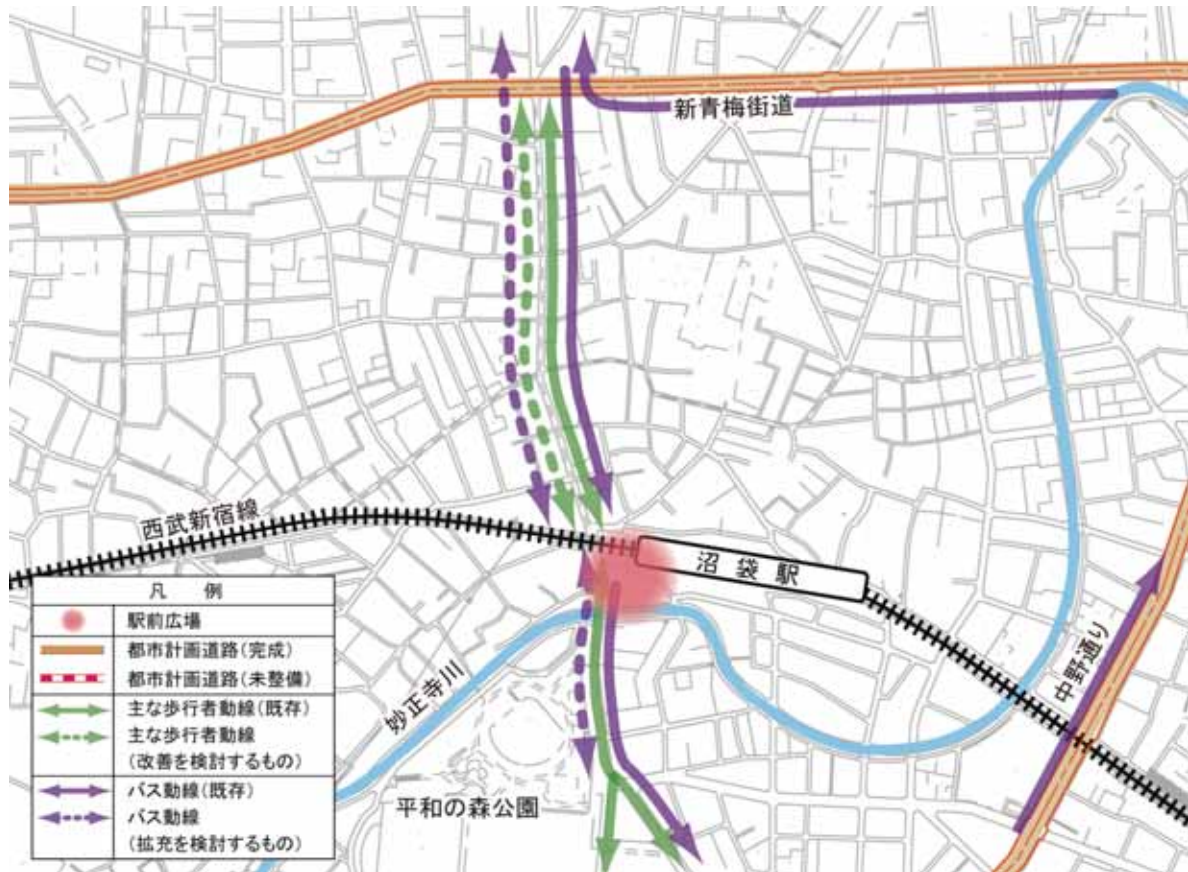 新青梅街道
西武新宿線
沼袋駅
中野通り
妙正寺川
平和の森公園
凡例
駅前広場
都市計画道路(完成)
都市計画道路(未整備)
主な歩行者動線(既存)
主な歩行者動線
(改善を検討するもの)
バス動線(既存)
バス動線
(拡充を検討するもの)